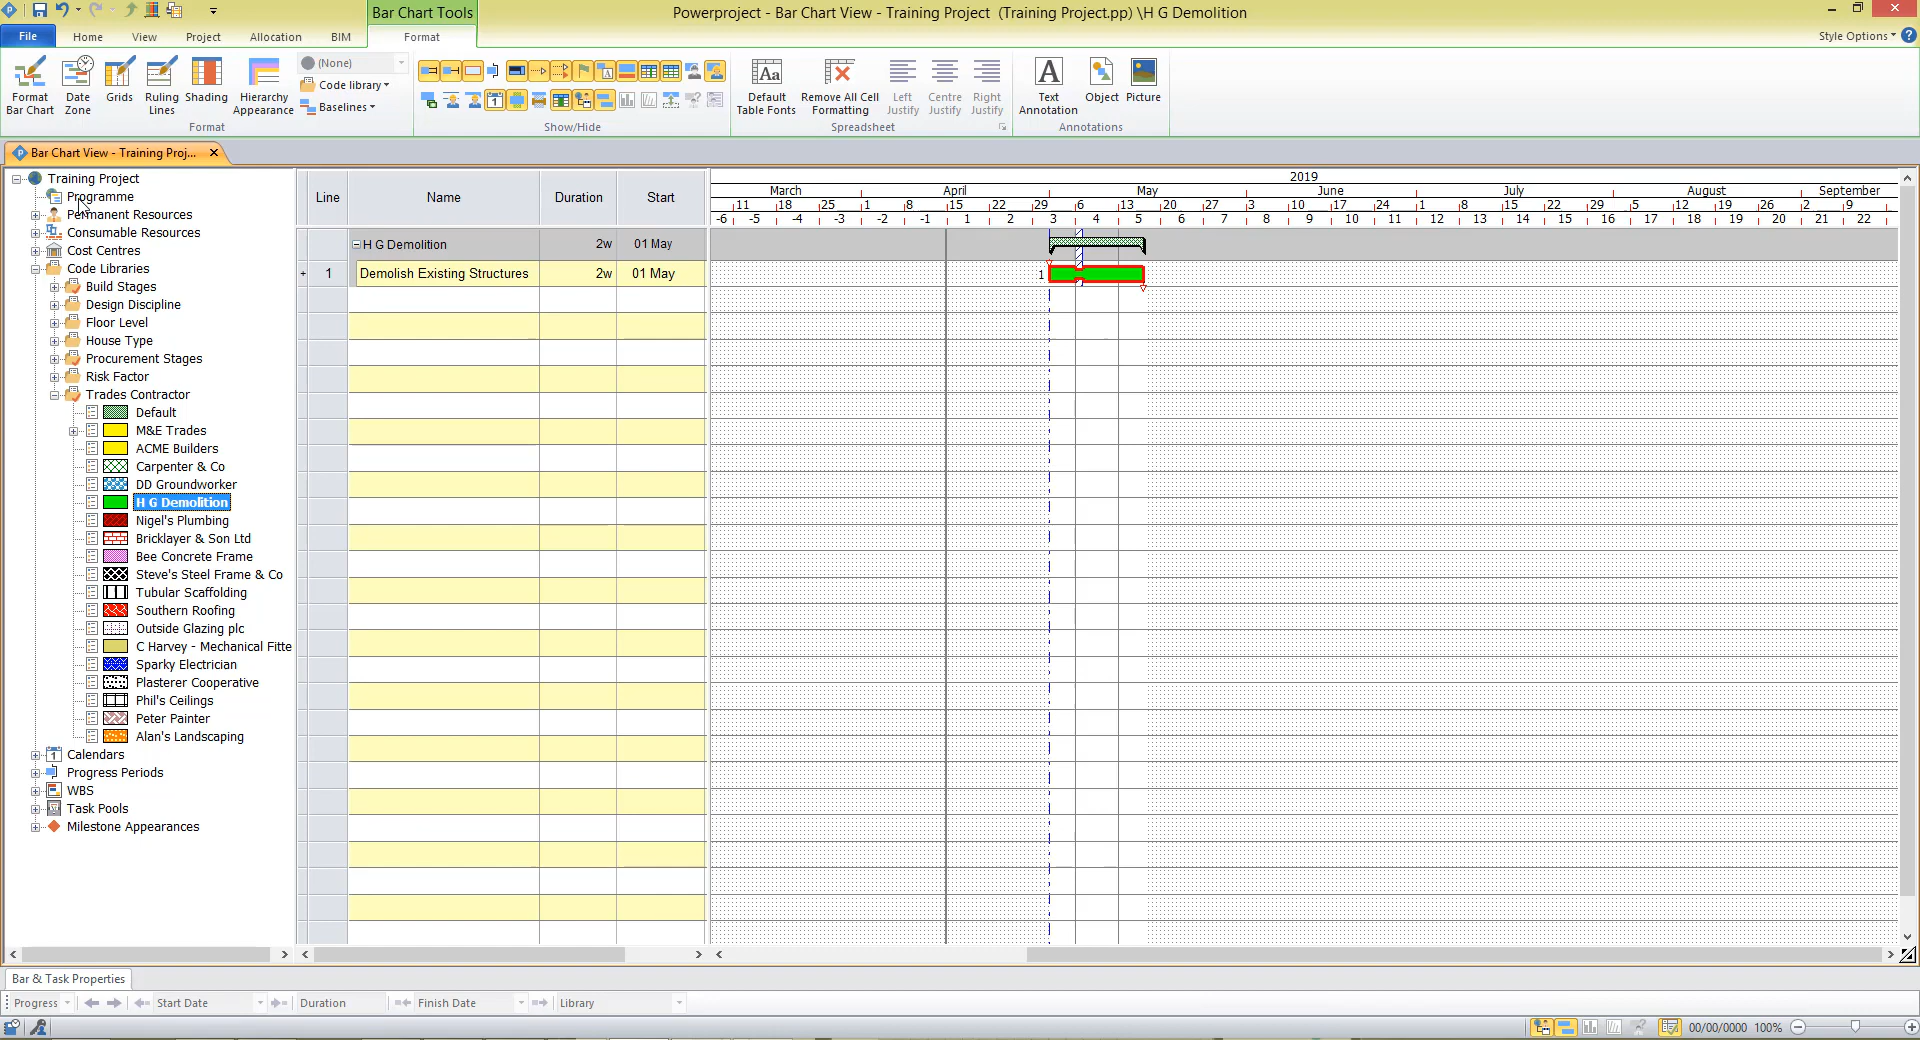 Bar Chart Tools
Powerproject - Bar Chart View - Training Project (Training Project.pp) \H G Demolition
File
Home
View
Project
Allocation
BIM
Format
Style Options
Format Bar Chart
Date Zone
Grids
Ruling Lines
Shading
Hierarchy Appearance
(None)
Code library
Baselines
Format
Show/Hide
Default Table Fonts
Remove All Cell Formatting
Left Justify
Centre Justify
Right Justify
Spreadsheet
Text Annotation
Object
Picture
Annotations
Bar Chart View - Training Proj...
Training Project
Programme
Permanent Resources
Consumable Resources
Cost Centres
Code Libraries
Build Stages
Design Discipline
Floor Level
House Type
Procurement Stages
Risk Factor
Trades Contractor
Default
M&E Trades
ACME Builders
Carpenter & Co
DD Groundworker
H G Demolition
Nigel's Plumbing
Bricklayer & Son Ltd
Bee Concrete Frame
Steve's Steel Frame & Co
Tubular Scaffolding
Southern Roofing
Outside Glazing plc
C Harvey - Mechanical Fitte
Sparky Electrician
Plasterer Cooperative
Phil's Ceilings
Peter Painter
Alan's Landscaping
Calendars
Progress Periods
WBS
Task Pools
Milestone Appearances
Line Name Duration Start
H G Demolition 2w 01 May
1 Demolish Existing Structures 2w 01 May
2019
March April May June July August September
11 18 25 1 8 15 22 29 6 13 20 27 3 10 17 24 1 8 15 22 29 5 12 19 26 2 9
-6 -5 -4 -3 -2 -1 1 2 3 4 5 6 7 8 9 10 11 12 13 14 15 16 17 18 19 20 21 22
1
Bar & Task Properties
Progress Start Date Duration Finish Date Library
00/00/0000 100%